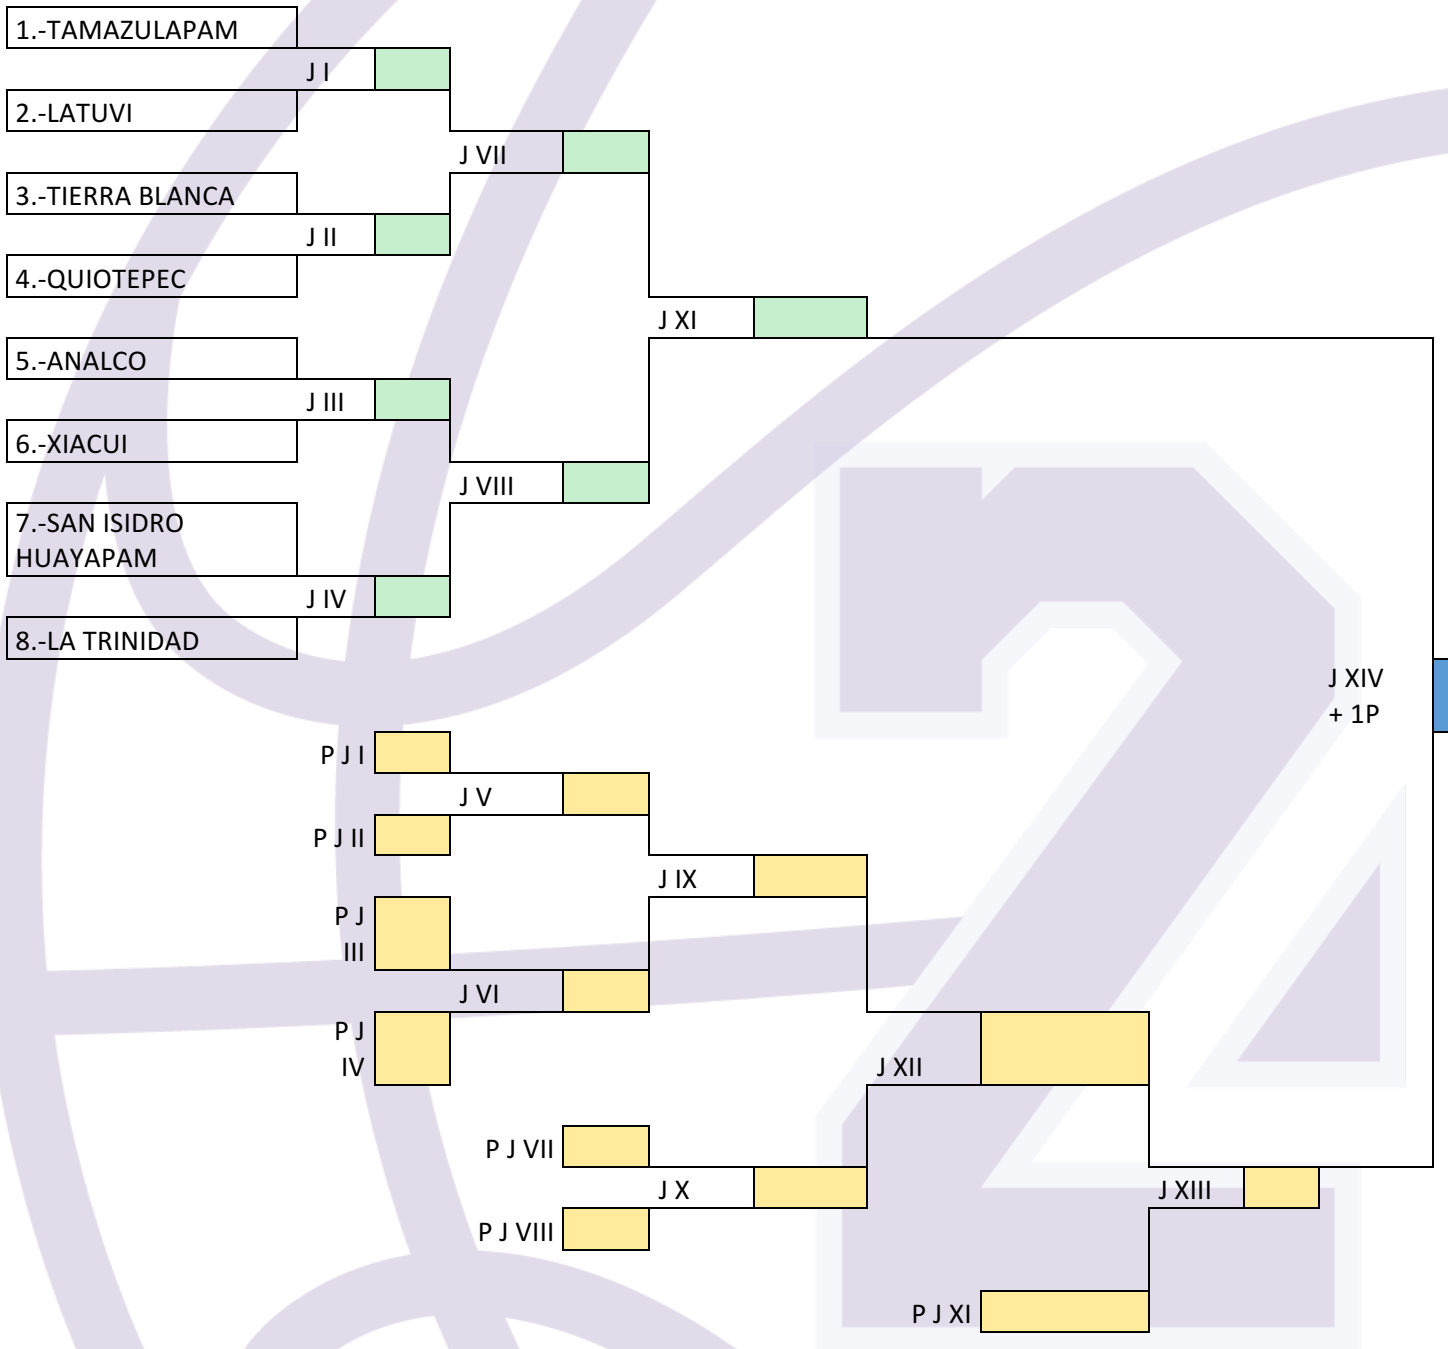 1.-TAMAZULAPAM
J I
2.-LATUVI
J VII
3.-TIERRA BLANCA
J II
4.-QUIOTEPEC
J XI
5.-ANALCO
J III
6.-XIACUI
J VIII
7.-SAN ISIDRO
HUAYAPAM
J IV
8.-LA TRINIDAD
J XIV
+ 1P
P J I
J V
P J II
J IX
P J
III
J VI
P J
IV
J XII
P J VII
J X
J XIII
P J VIII
P J XI